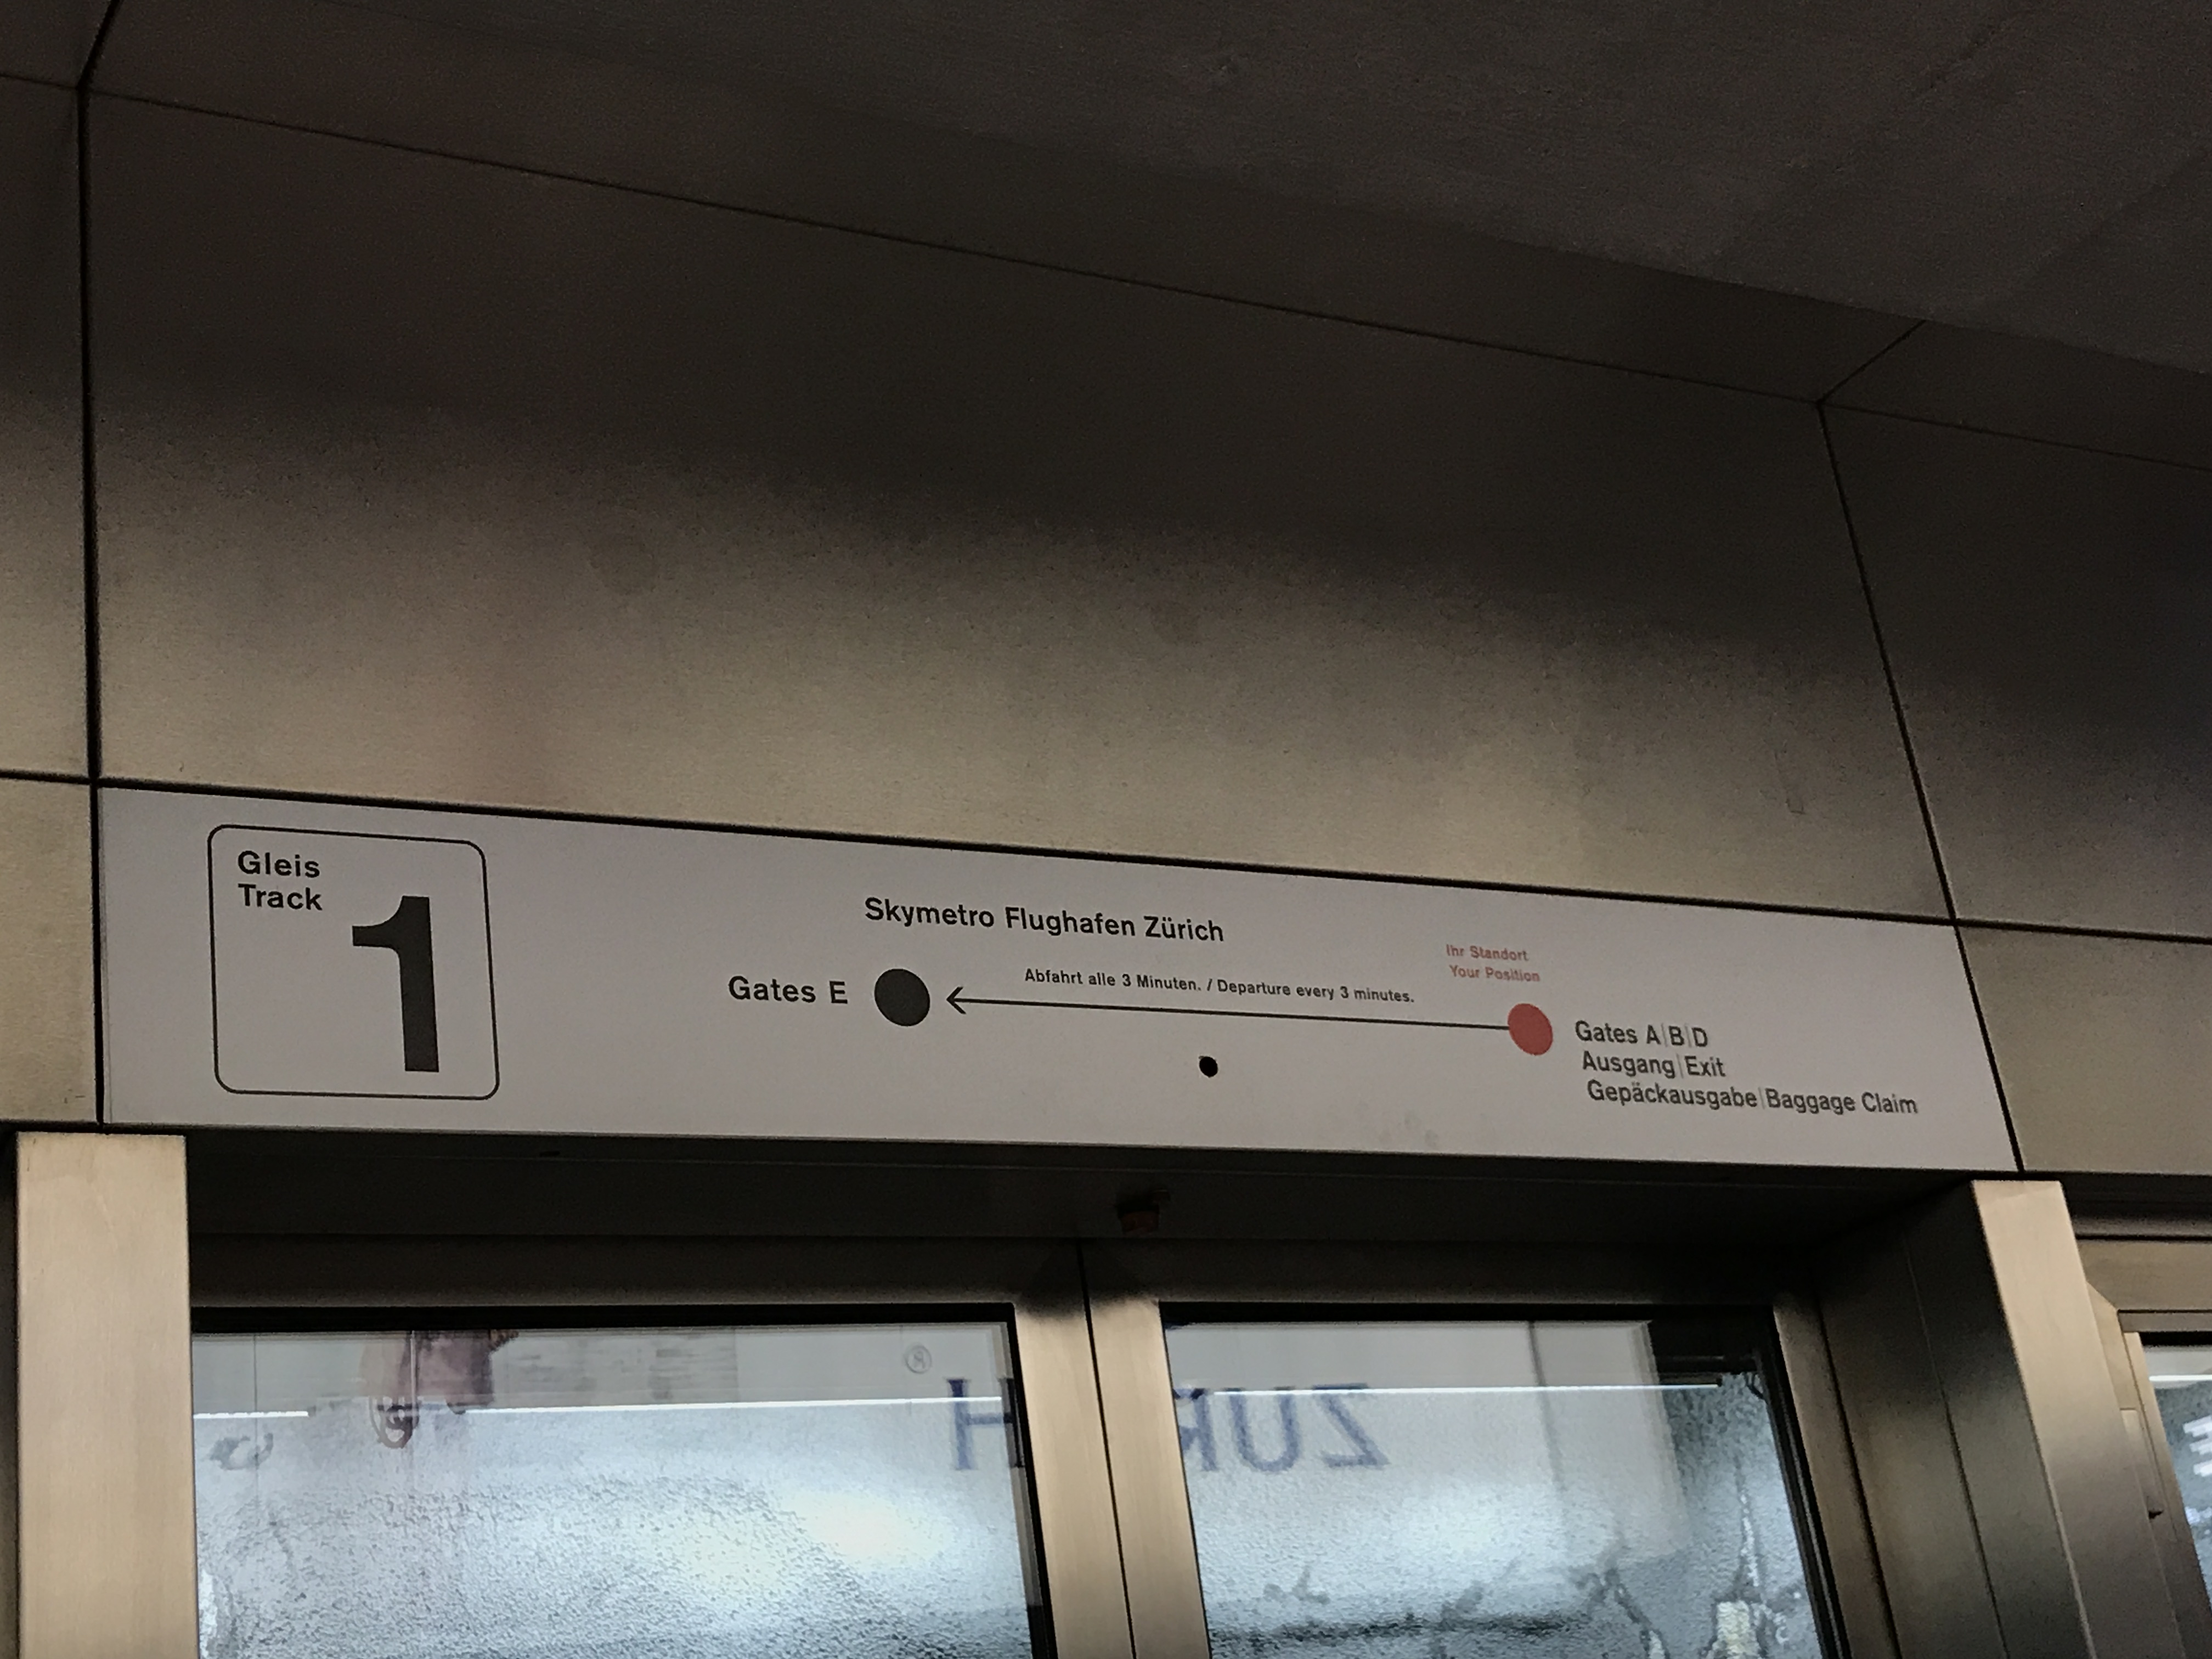 Gleis
Track
1
Skymetro Flughafen Zürich
Ihr Standort
Your Position
Abfahrt alle 3 Minuten. / Departure every 3 minutes.
Gates E
Gates A|B|D
Ausgang|Exit
Gepäckausgabe|Baggage Claim